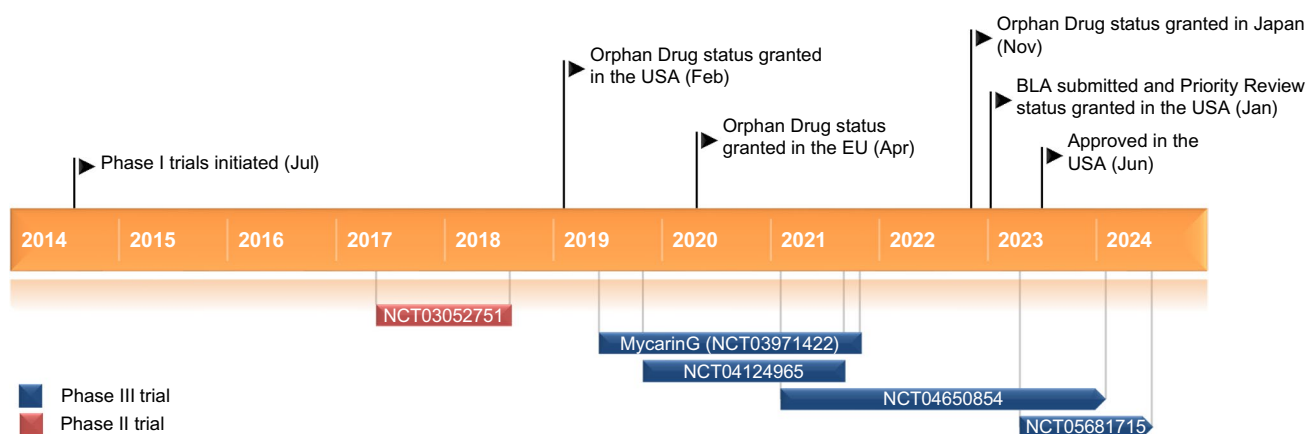 Orphan Drug status granted in Japan
(Nov)
Orphan Drug status granted
in the USA (Feb)
BLA submitted and Priority Review
status granted in the USA (Jan)
Orphan Drug status
granted in the EU (Apr)
Approved in the
USA (Jun)
Phase I trials initiated (Jul)
2014 2015 2016 2017 2018 2019 2020 2021 2022 2023 2024
NCT03052751
MycarinG (NCT03971422)
NCT04124965
NCT04650854
NCT05681715
Phase III trial
Phase II trial